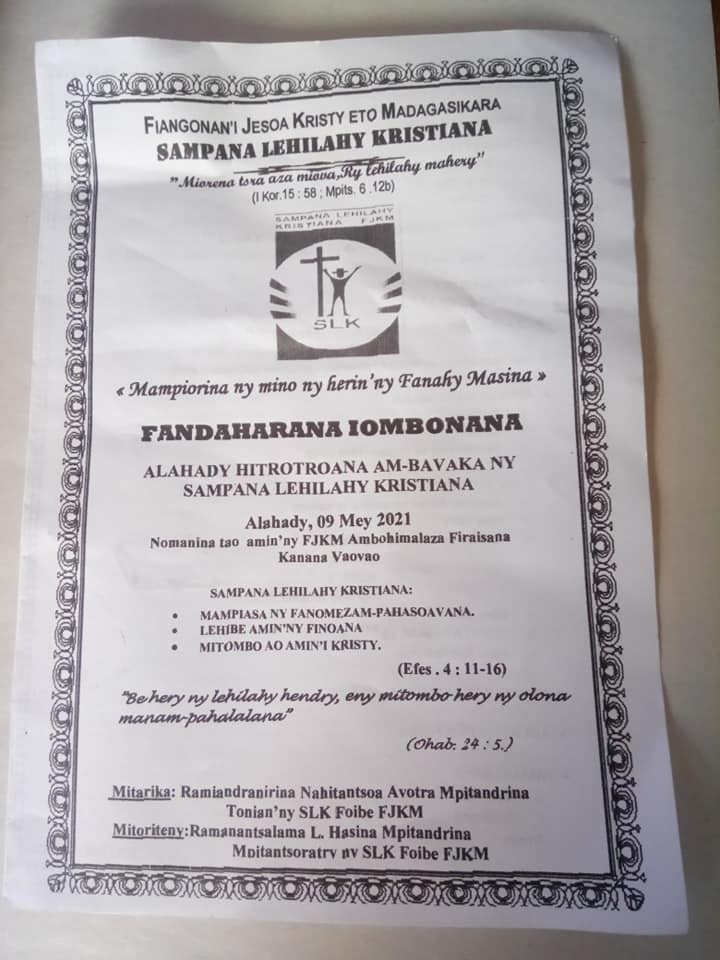 FIANGONAN'I JESOA KRISTY ETO MADAGASIKARA
SAMPANA LEHILAHY KRISTIANA
"Miorena tsra aza miova,Ry lehilahy mahery"
(I Kor.15 : 58 ; Mpits. 6 .12b)
SAMPANA LEHILAHY
KRISTIANA FJKM
SLK
« Mampiorina ny mino ny herin'ny Fanahy Masina »
FANDAHARANA IOMBONANA
ALAHADY HITROTROANA AM-BAVAKA NY
SAMPANA LEHILAHY KRISTIANA
Alahady, 09 Mey 2021
Nomanina tao amin'ny FJKM Ambohimalaza Firaisana
Kanana Vaovao
SAMPANA LEHILAHY KRISTIANA:
• MAMPIASA NY FANOMEZAM-PAHASOAVANA.
• LEHIBE AMIN'NY FINOANA
• MITOMBO AO AMIN'I KRISTY.
(Efes . 4 : 11-16)
"Be hery ny lehilahy hendry, eny mitombo hery ny olona
manam-pahalalana"
(Ohab. 24 : 5.)
Mitarika: Ramiandranirina Nahitantsoa Avotra Mpitandrina
Tonian'ny SLK Foibe FJKM
Mitoriteny:Ramanantsalama L. Hasina Mpitandrina
Mpitantsoratry ny SLK Foibe FJKM